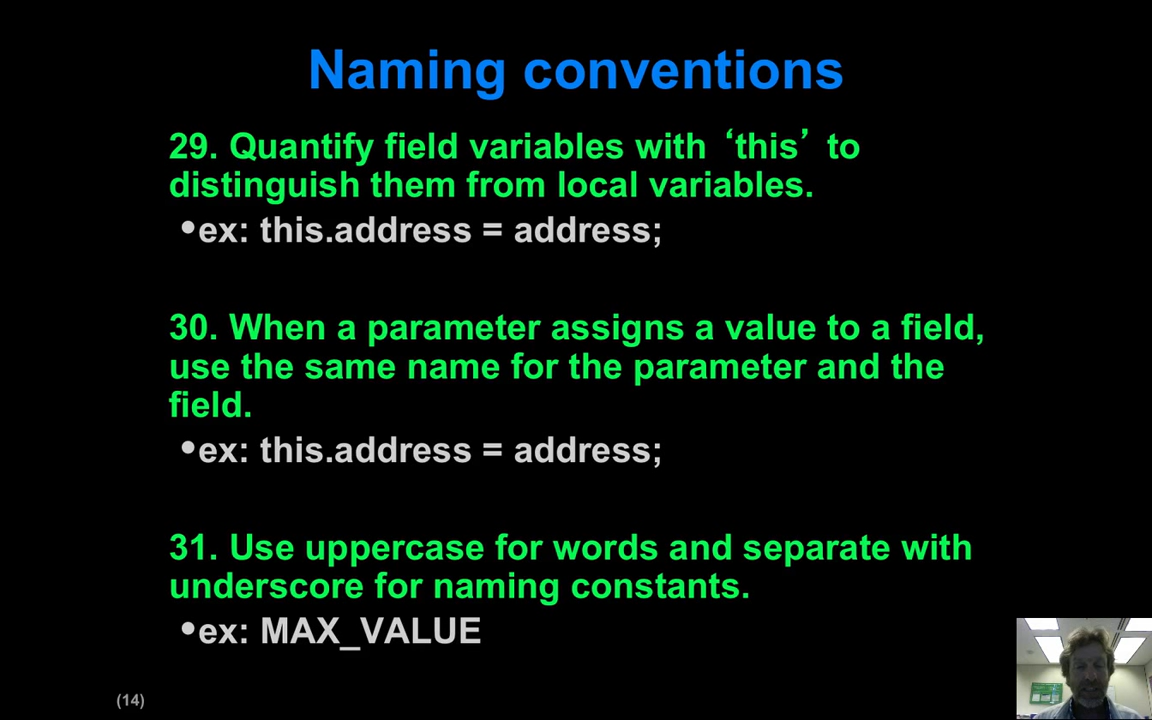 Naming conventions
29. Quantify field variables with ‘this’ to
distinguish them from local variables.
•ex: this.address = address;
30. When a parameter assigns a value to a field,
use the same name for the parameter and the
field.
•ex: this.address = address;
31. Use uppercase for words and separate with
underscore for naming constants.
•ex: MAX_VALUE
(14)